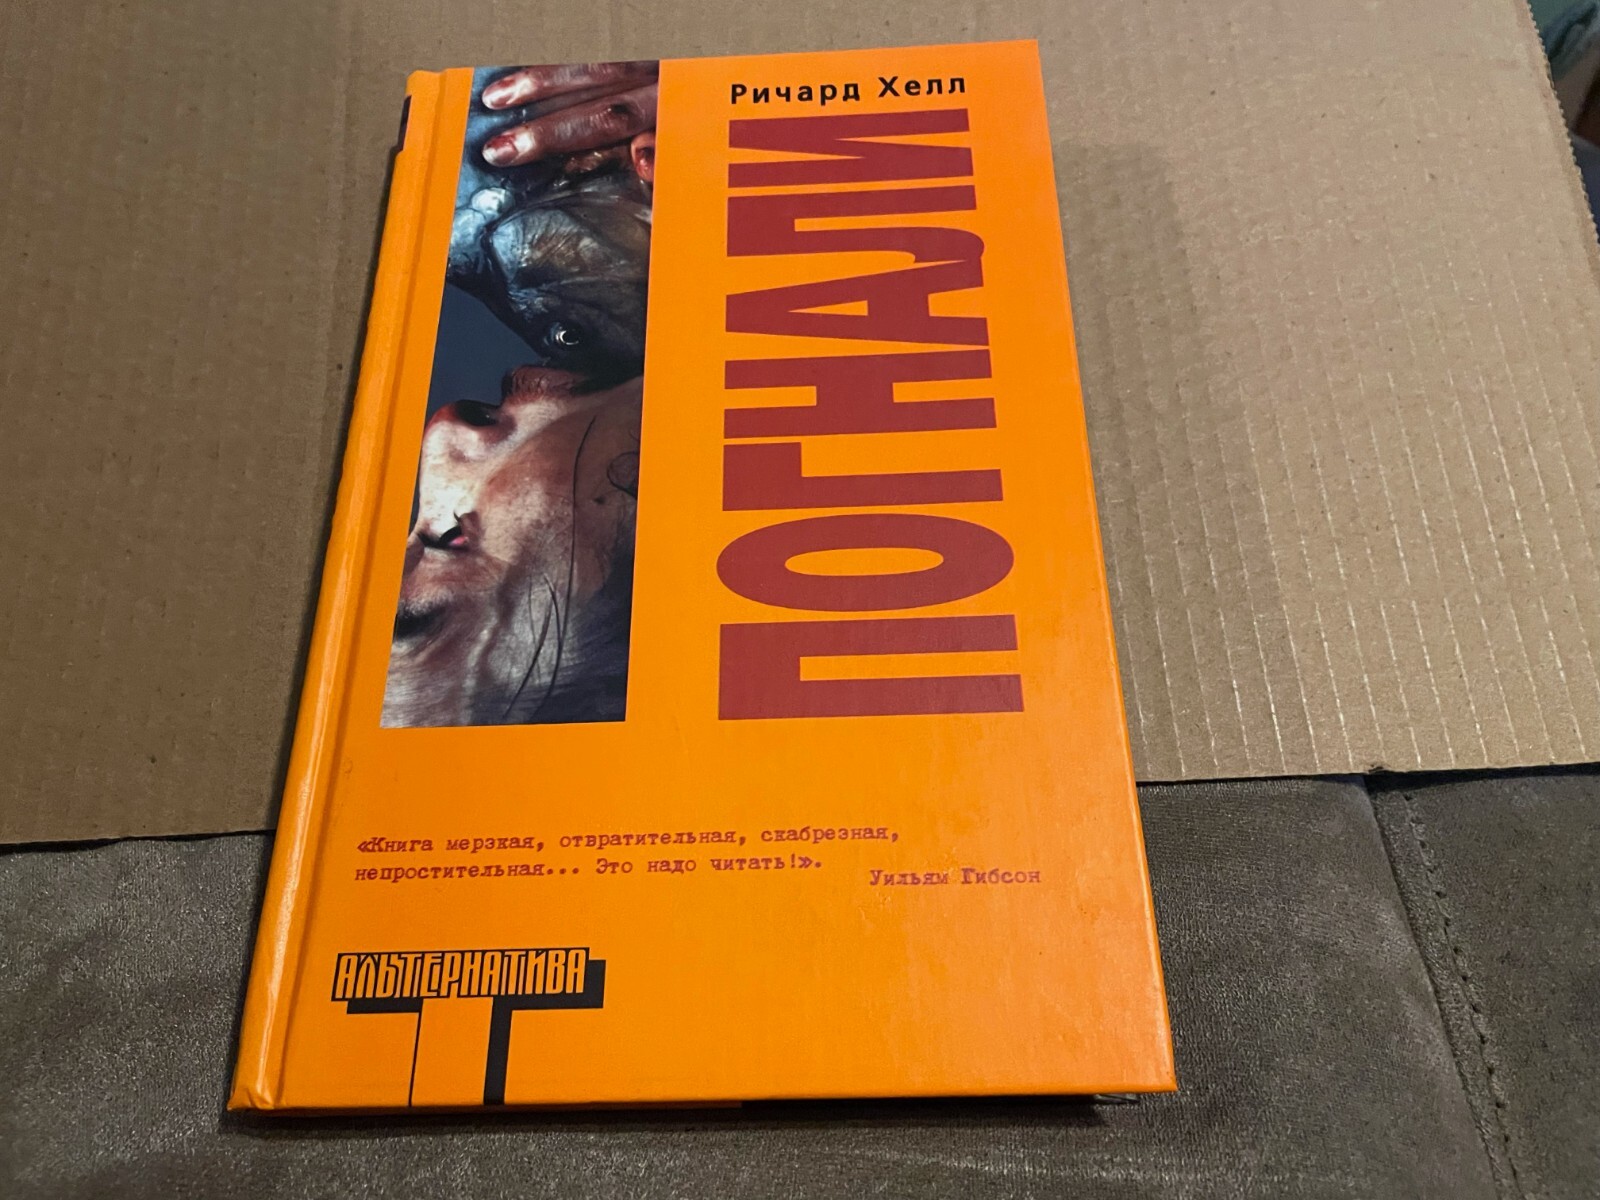 Ричард Хелл
ПОГНАЛИ
«Книга мерзкая, отвратительная, скабрезная,
непростительная... Это надо читать!».
Уильям Гибсон
АЛЬТЕРНАТИВА